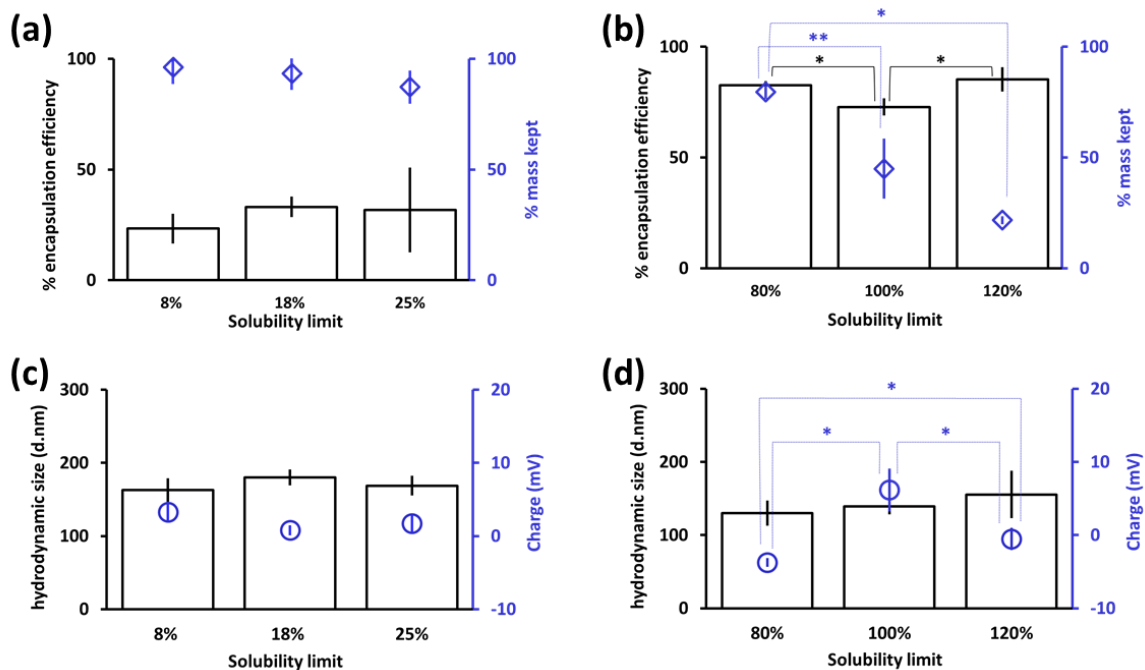 (a)
% encapsulation efficiency
100
50
0
8%
18%
25%
Solubility limit
100
50
0
% mass kept
(b)
% encapsulation efficiency
100
50
0
*
**
*
*
80%
100%
120%
Solubility limit
100
50
0
% mass kept
(c)
hydrodynamic size (d.nm)
300
200
100
0
8%
18%
25%
Solubility limit
20
10
0
-10
Charge (mV)
(d)
hydrodynamic size (d.nm)
300
200
100
0
*
*
*
80%
100%
120%
Solubility limit
20
10
0
-10
Charge (mV)